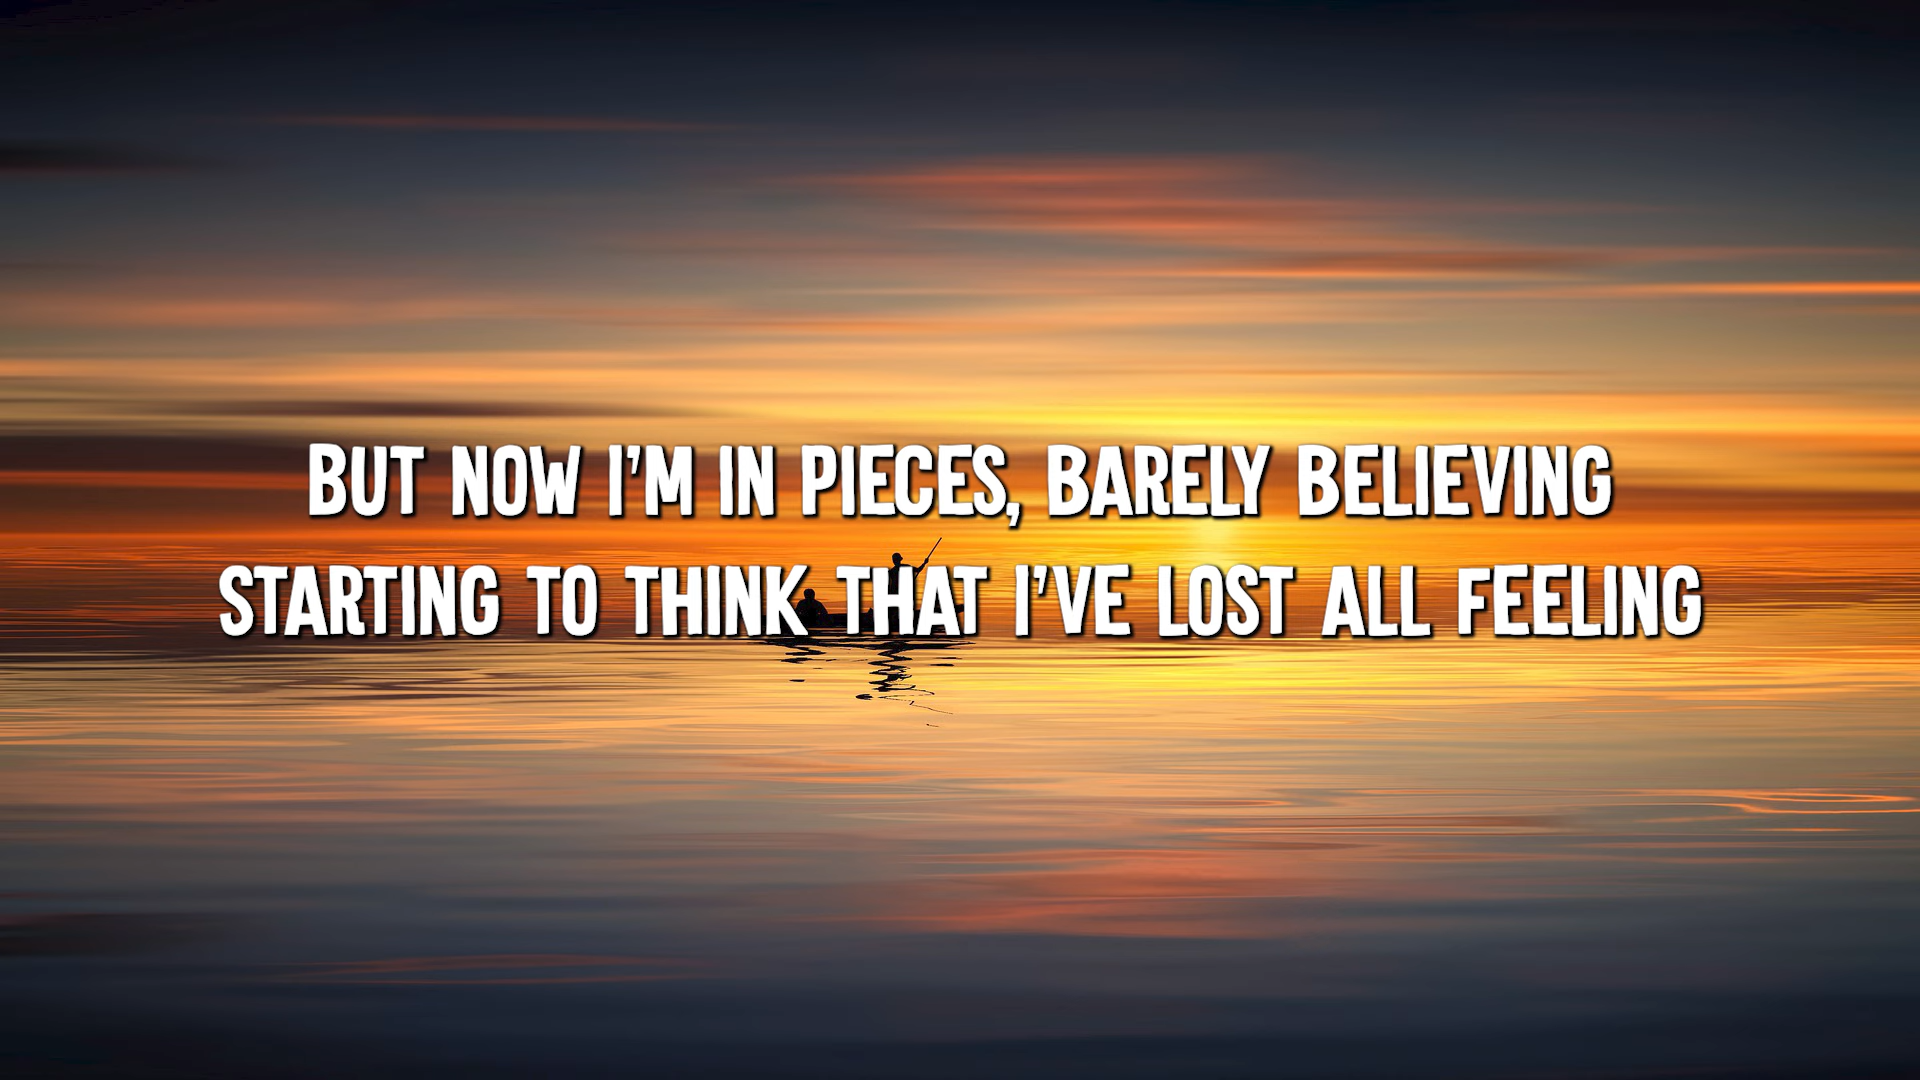 BUT NOW I'M IN PIECES, BARELY BELIEVING
STARTING TO THINK THAT I'VE LOST ALL FEELING